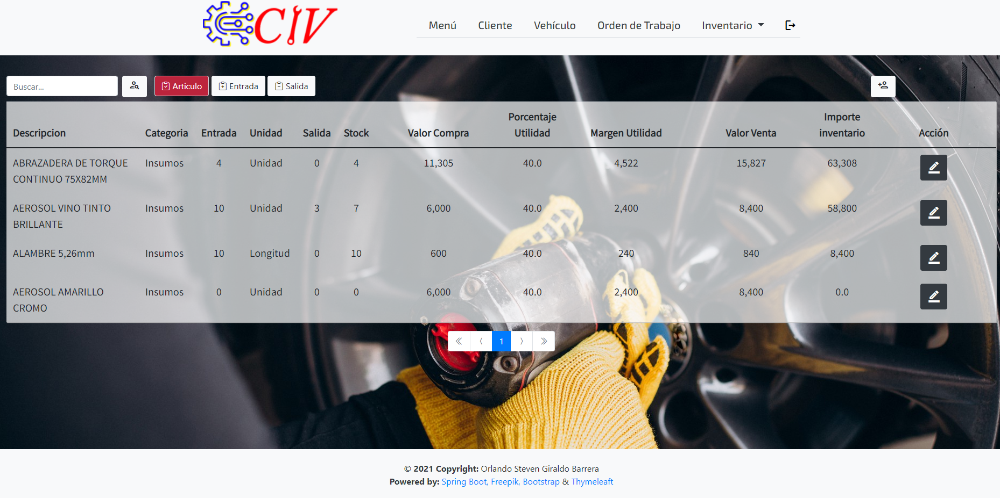 CIV
Menú Cliente Vehículo Orden de Trabajo Inventario
Buscar... Articulo Entrada Salida
Descripcion Categoria Entrada Unidad Salida Stock Valor Compra Porcentaje Utilidad Margen Utilidad Valor Venta Importe inventario Acción
ABRAZADERA DE TORQUE CONTINUO 75X82MM Insumos 4 Unidad 0 4 11,305 40.0 4,522 15,827 63,308
AEROSOL VINO TINTO BRILLANTE Insumos 10 Unidad 3 7 6,000 40.0 2,400 8,400 58,800
ALAMBRE 5,26mm Insumos 10 Longitud 0 10 600 40.0 240 840 8,400
AEROSOL AMARILLO CROMO Insumos 0 Unidad 0 0 6,000 40.0 2,400 8,400 0.0
« ‹ 1 › »
© 2021 Copyright: Orlando Steven Giraldo Barrera
Powered by: Spring Boot, Freepik, Bootstrap & Thymeleaft